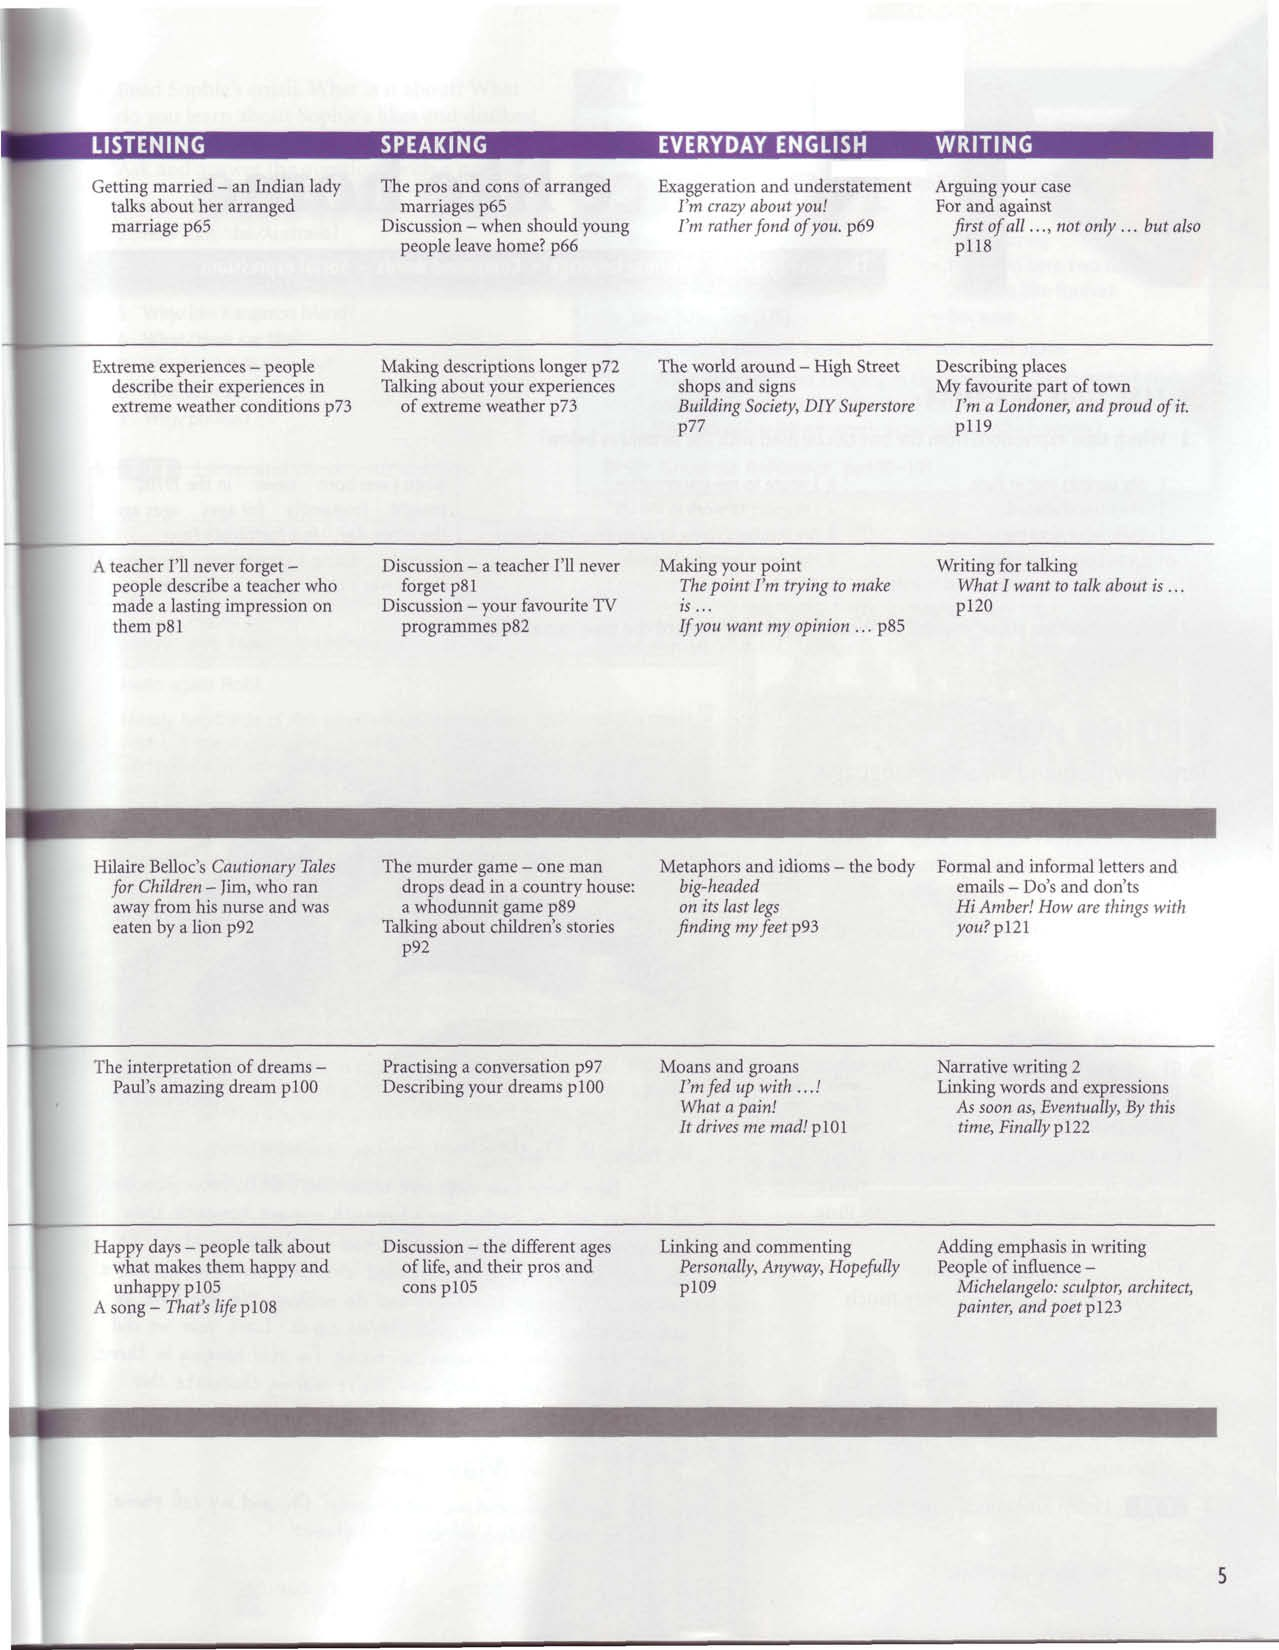 LISTENING SPEAKING EVERYDAY ENGLISH WRITING
Getting married – an Indian lady
talks about her arranged
marriage p65
The pros and cons of arranged
marriages p65
Discussion – when should young
people leave home? p66
Exaggeration and understatement
I'm crazy about you!
I'm rather fond of you. p69
Arguing your case
For and against
first of all ..., not only ... but also
p118
Extreme experiences – people
describe their experiences in
extreme weather conditions p73
Making descriptions longer p72
Talking about your experiences
of extreme weather p73
The world around – High Street
shops and signs
Building Society, DIY Superstore
p77
Describing places
My favourite part of town
I'm a Londoner, and proud of it.
p119
A teacher I'll never forget –
people describe a teacher who
made a lasting impression on
them p81
Discussion – a teacher I'll never
forget p81
Discussion – your favourite TV
programmes p82
Making your point
The point I'm trying to make
is ...
If you want my opinion ... p85
Writing for talking
What I want to talk about is ...
p120
Hilaire Belloc's Cautionary Tales
for Children – Jim, who ran
away from his nurse and was
eaten by a lion p92
The murder game – one man
drops dead in a country house:
a whodunnit game p89
Talking about children's stories
p92
Metaphors and idioms – the body
big-headed
on its last legs
finding my feet p93
Formal and informal letters and
emails – Do's and don'ts
Hi Amber! How are things with
you? p121
The interpretation of dreams –
Paul's amazing dream p100
Practising a conversation p97
Describing your dreams p100
Moans and groans
I'm fed up with ...!
What a pain!
It drives me mad! p101
Narrative writing 2
Linking words and expressions
As soon as, Eventually, By this
time, Finally p122
Happy days – people talk about
what makes them happy and
unhappy p105
A song – That's life p108
Discussion – the different ages
of life, and their pros and
cons p105
Linking and commenting
Personally, Anyway, Hopefully
p109
Adding emphasis in writing
People of influence –
Michelangelo: sculptor, architect,
painter, and poet p123
5